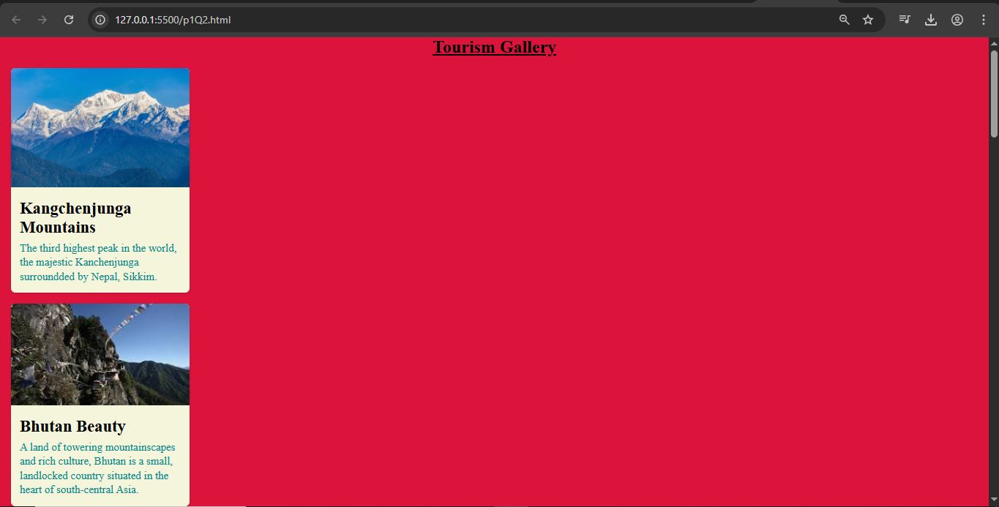 127.0.0.1:5500/p1Q2.html
Tourism Gallery
Kangchenjunga
Mountains
The third highest peak in the world,
the majestic Kanchenjunga
surroundded by Nepal, Sikkim.
Bhutan Beauty
A land of towering mountainscapes
and rich culture, Bhutan is a small,
landlocked country situated in the
heart of south-central Asia.